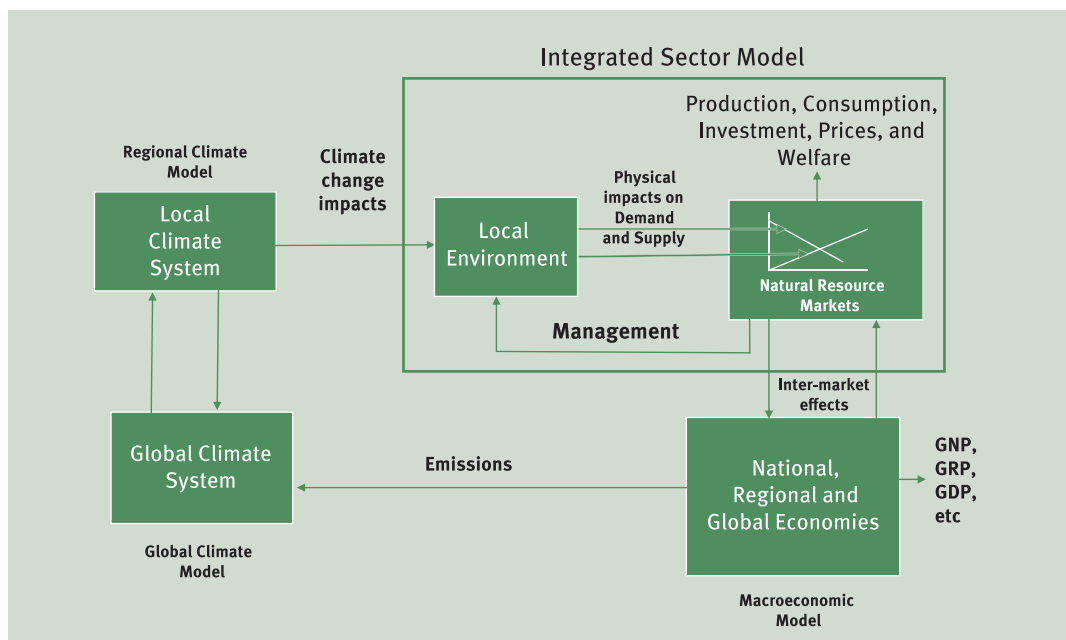 Integrated Sector Model
Production, Consumption,
Investment, Prices, and
Welfare
Regional Climate
Model
Climate
change
impacts
Physical
impacts on
Demand
and Supply
Local
Climate
System
Local
Environment
Natural Resource
Markets
Management
Inter-market
effects
Global Climate
System
Emissions
National,
Regional and
Global Economies
GNP,
GRP,
GDP,
etc
Global Climate
Model
Macroeconomic
Model